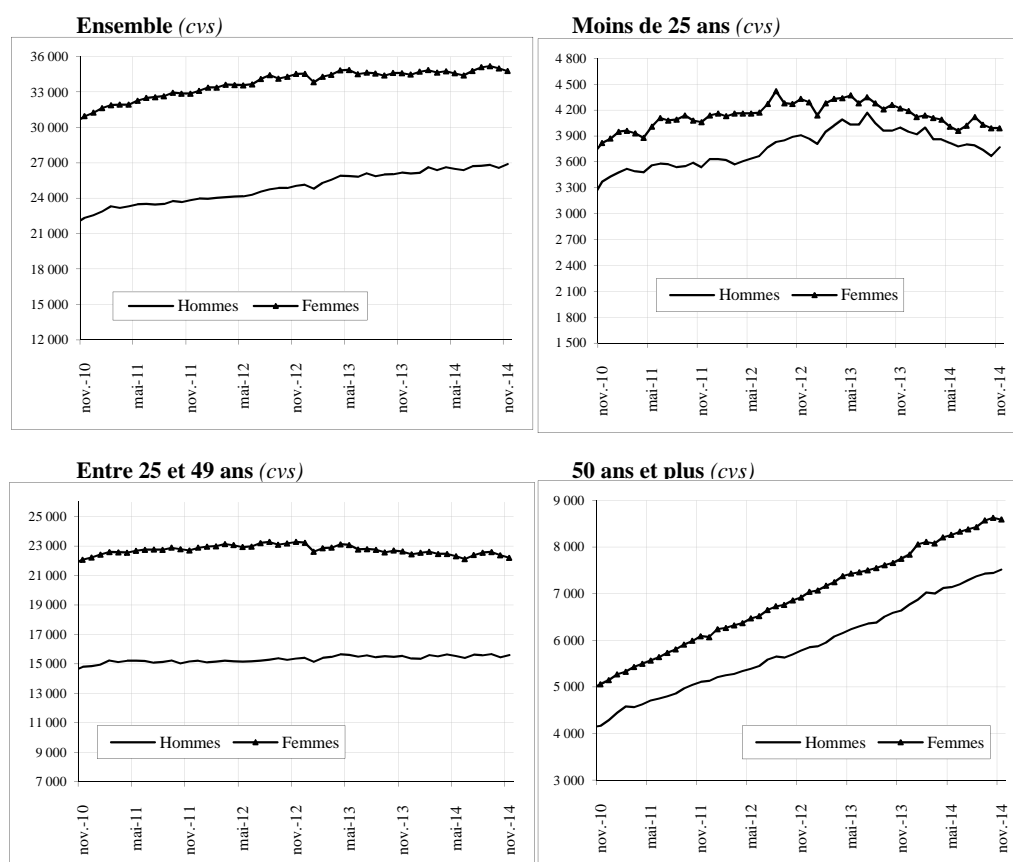 Ensemble (cvs)
36 000
33 000
30 000
27 000
24 000
21 000
18 000
15 000
12 000
Hommes
Femmes
nov.-10
mai-11
nov.-11
mai-12
nov.-12
mai-13
nov.-13
mai-14
nov.-14
Moins de 25 ans (cvs)
4 800
4 500
4 200
3 900
3 600
3 300
3 000
2 700
2 400
2 100
1 800
1 500
Hommes
Femmes
nov.-10
mai-11
nov.-11
mai-12
nov.-12
mai-13
nov.-13
mai-14
nov.-14
Entre 25 et 49 ans (cvs)
25 000
23 000
21 000
19 000
17 000
15 000
13 000
11 000
9 000
7 000
Hommes
Femmes
nov.-10
mai-11
nov.-11
mai-12
nov.-12
mai-13
nov.-13
mai-14
nov.-14
50 ans et plus (cvs)
9 000
8 000
7 000
6 000
5 000
4 000
3 000
Hommes
Femmes
nov.-10
mai-11
nov.-11
mai-12
nov.-12
mai-13
nov.-13
mai-14
nov.-14